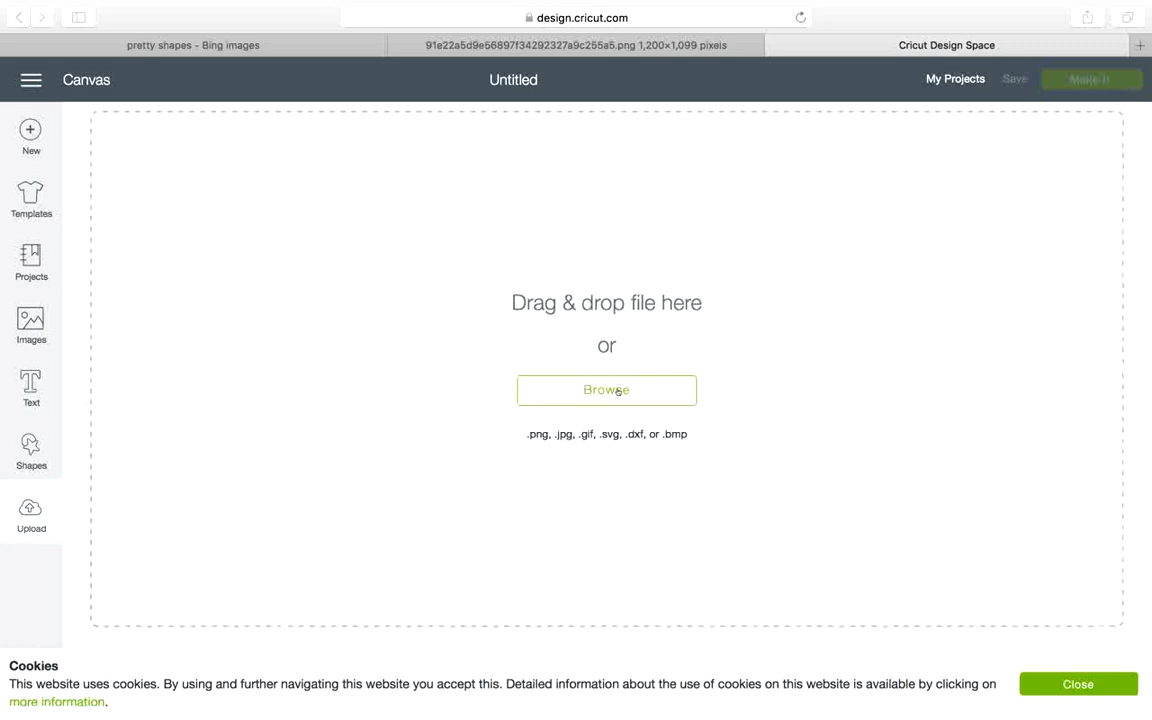 design.cricut.com
pretty shapes - Bing images
91e22a5d9e56897f34292327a9c255a5.png 1,200×1,099 pixels
Cricut Design Space
Canvas
Untitled
My Projects
Save
Make It
New
Templates
Projects
Images
Text
Shapes
Upload
Drag & drop file here
or
Browse
.png, .jpg, .gif, .svg, .dxf, or .bmp
Cookies
This website uses cookies. By using and further navigating this website you accept this. Detailed information about the use of cookies on this website is available by clicking on
more information.
Close